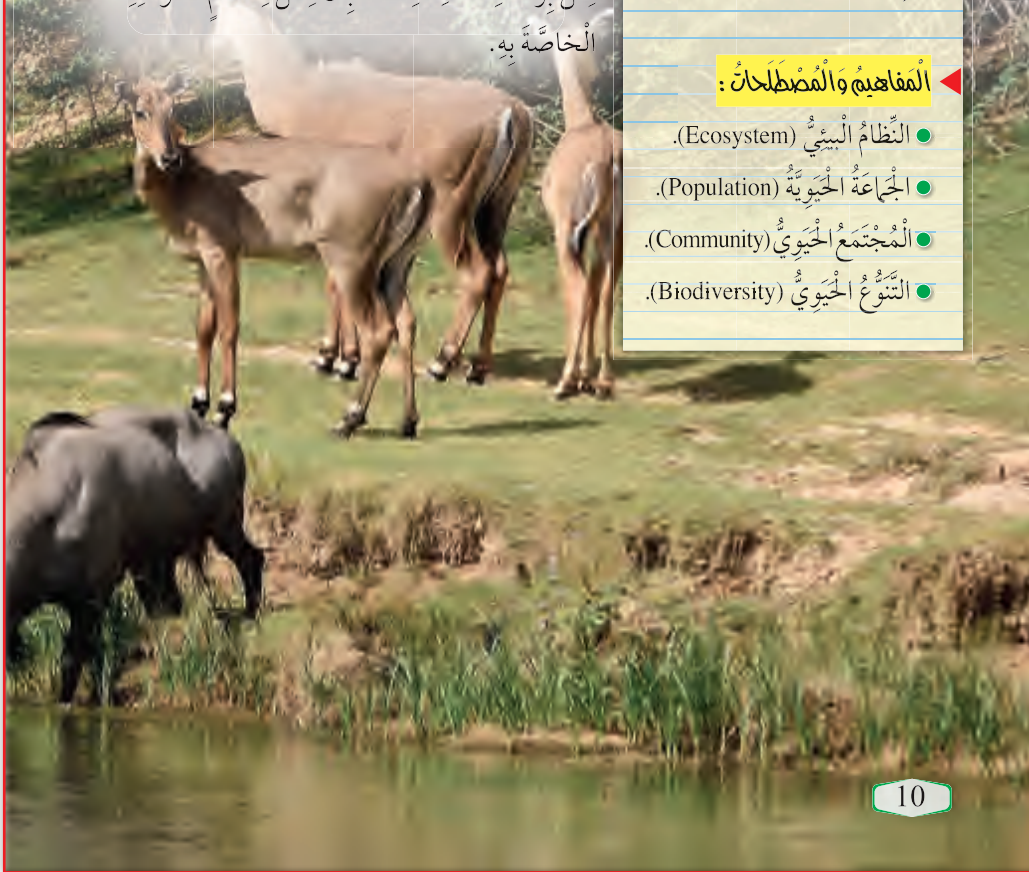 الْخاصَّةَ بِهِ.
الْمَفاهيمُ وَالْمُصْطَلَحاتُ:
● النِّظامُ الْبيئِيُّ (Ecosystem).
● الْجَماعَةُ الْحَيَوِيَّةُ (Population).
● الْمُجْتَمَعُ الْحَيَوِيُّ (Community).
● التَّنَوُّعُ الْحَيَوِيُّ (Biodiversity).
10